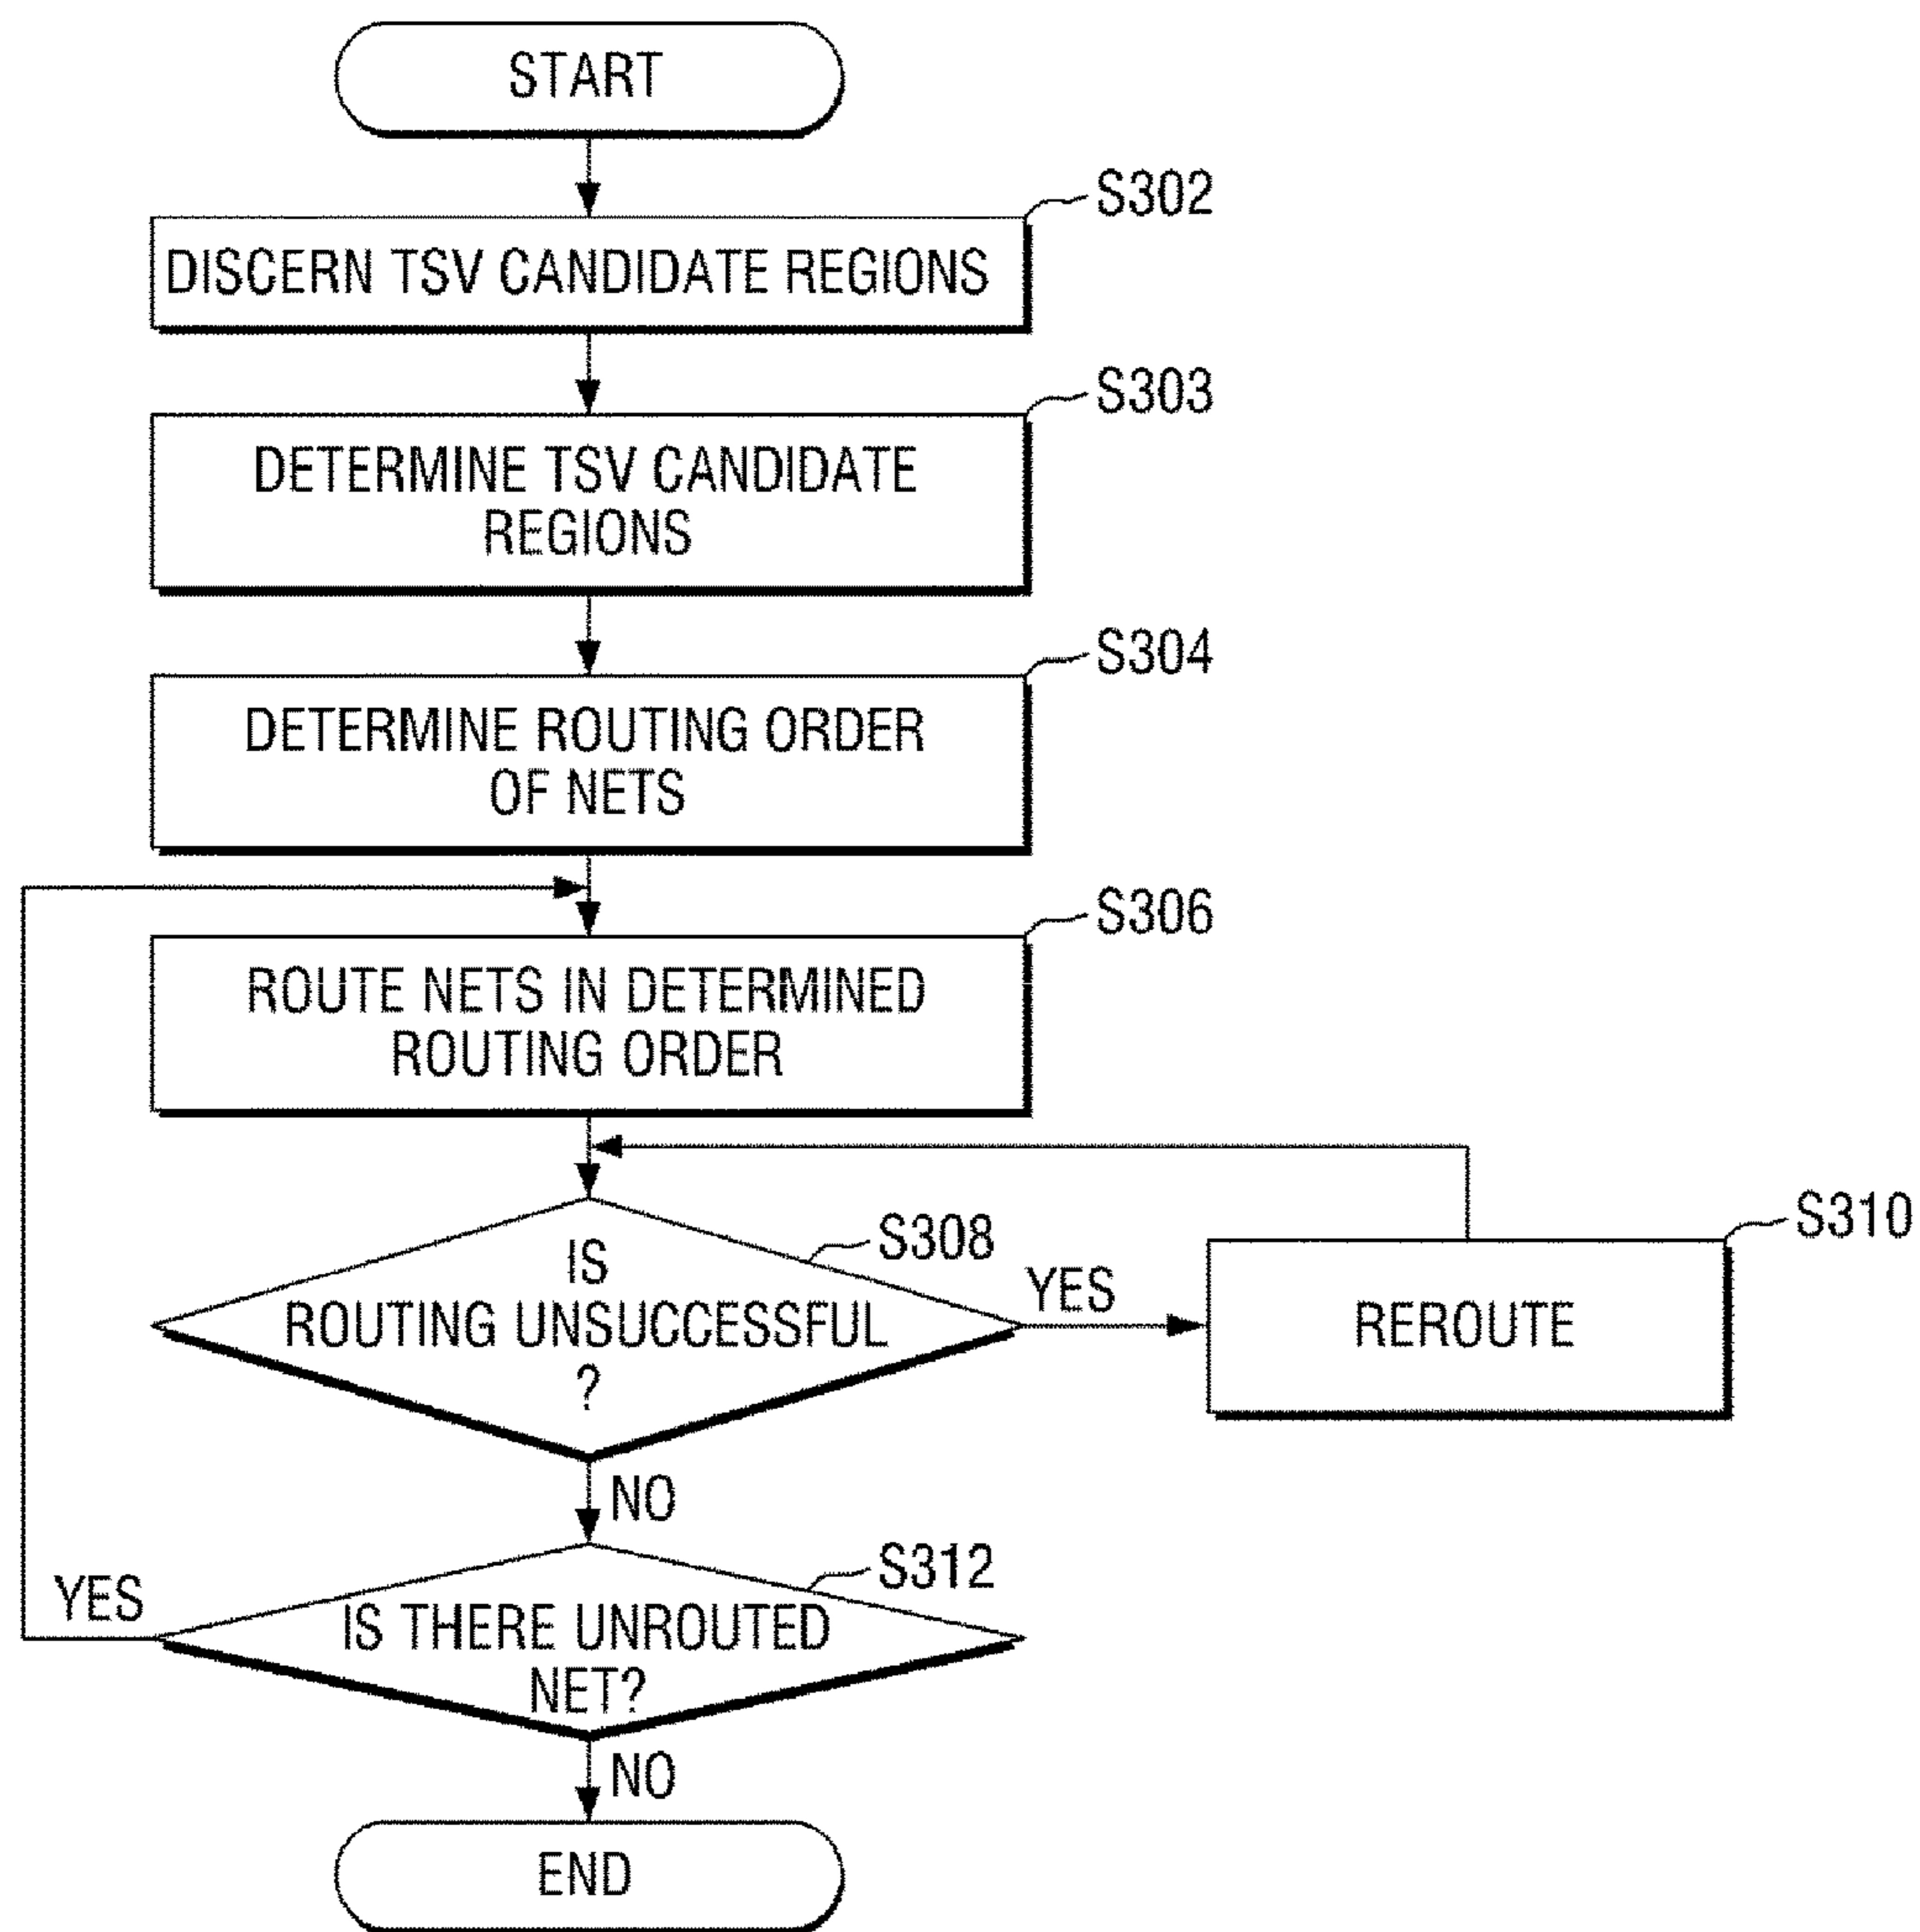 START
S302
DISCERN TSV CANDIDATE REGIONS
S303
DETERMINE TSV CANDIDATE
REGIONS
S304
DETERMINE ROUTING ORDER
OF NETS
S306
ROUTE NETS IN DETERMINED
ROUTING ORDER
S308
IS
ROUTING UNSUCCESSFUL
?
YES
S310
REROUTE
NO
S312
IS THERE UNROUTED
NET?
YES
NO
END